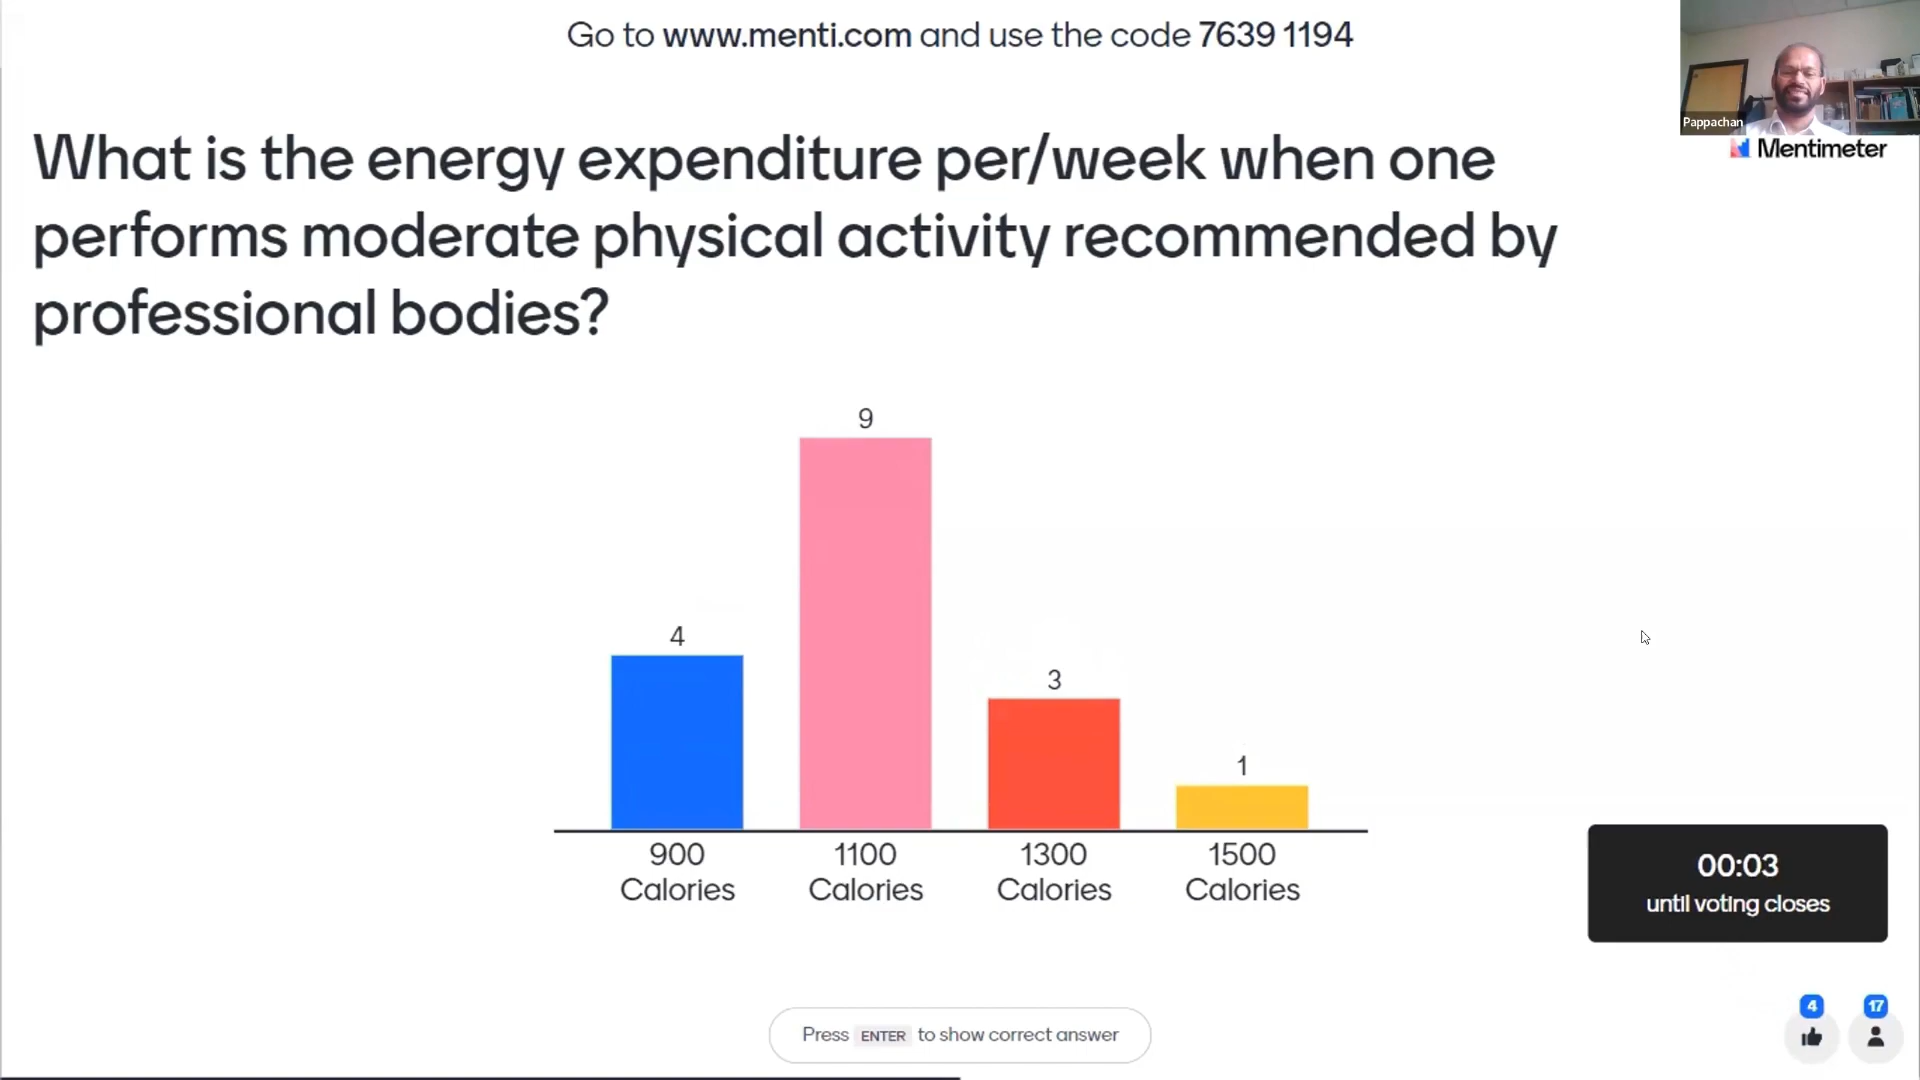 Go to www.menti.com and use the code 7639 1194
Pappachan
Mentimeter
What is the energy expenditure per/week when one
performs moderate physical activity recommended by
professional bodies?
9
4
3
1
900 Calories
1100 Calories
1300 Calories
1500 Calories
00:03
until voting closes
4
17
Press ENTER to show correct answer